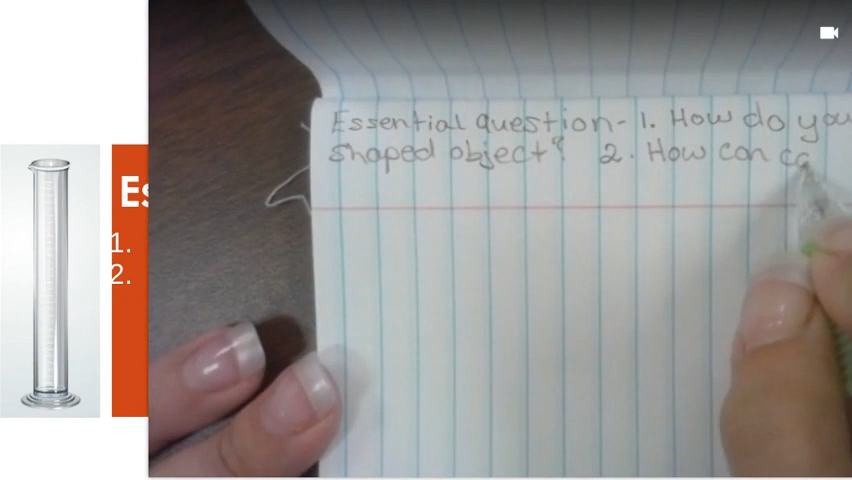 Essential question- 1. How do you
shaped object? 2. How can
Es
1.
2.